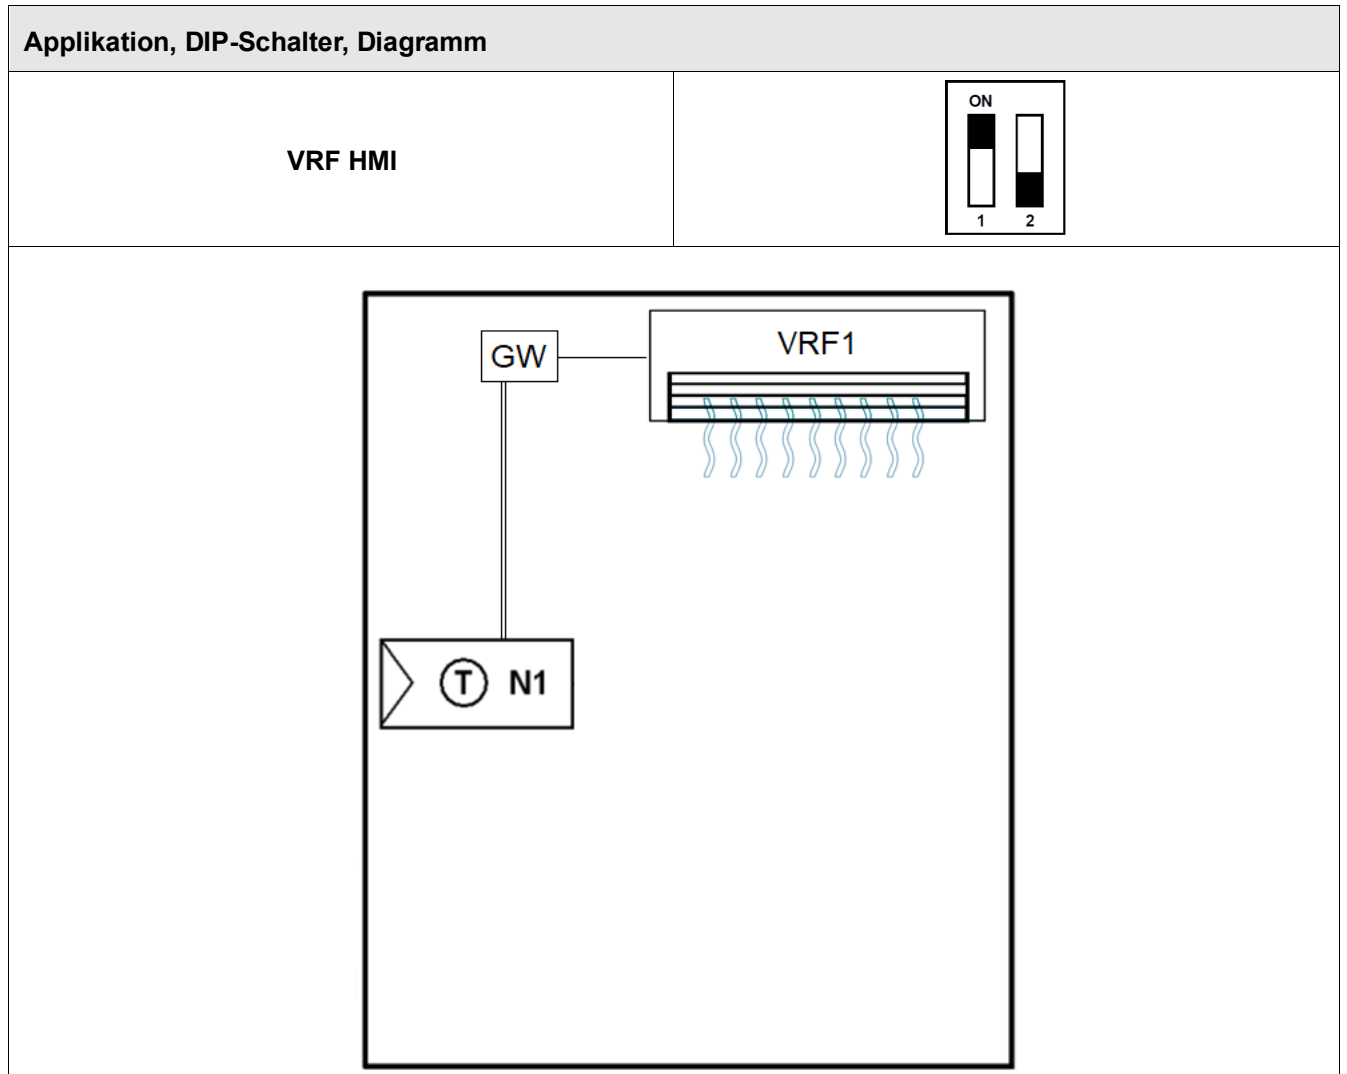 Applikation, DIP-Schalter, Diagramm
VRF HMI
ON
1 2
VRF1
GW
T N1